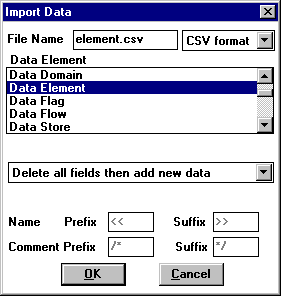 Import Data
File Name element.csv CSV format
Data Element
Data Domain
Data Element
Data Flag
Data Flow
Data Store
Delete all fields then add new data
Name Prefix << Suffix >>
Comment Prefix /* Suffix */
OK Cancel